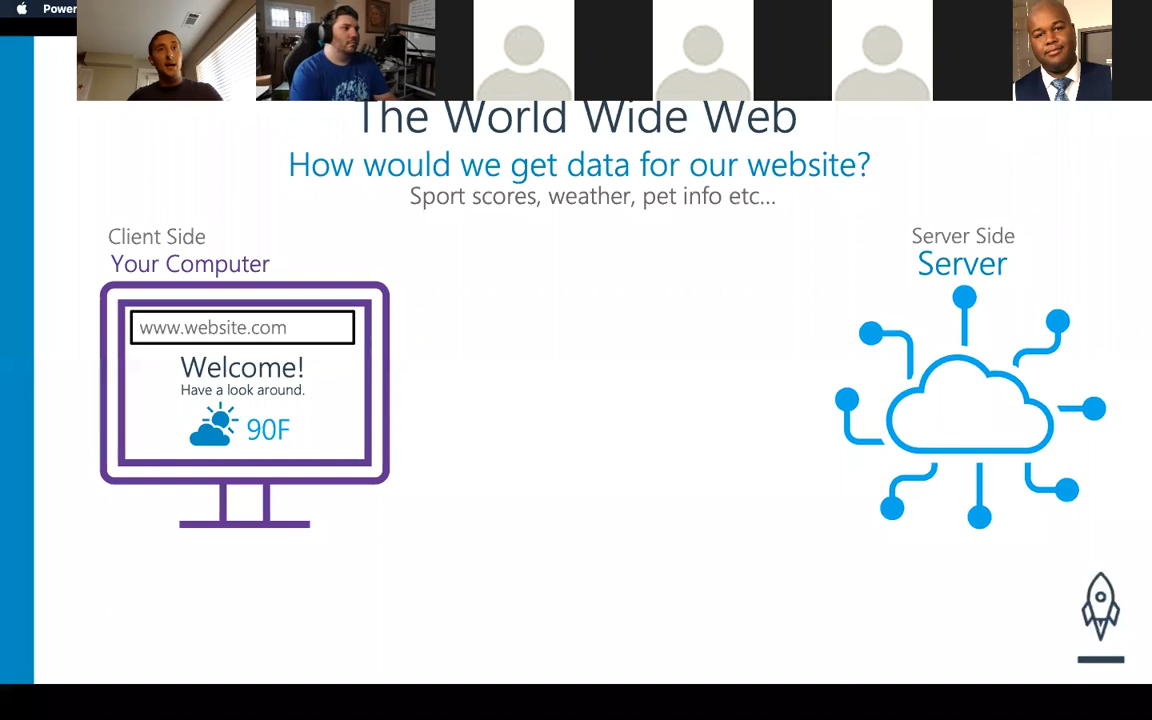 Power
The World Wide Web
How would we get data for our website?
Sport scores, weather, pet info etc...
Client Side
Your Computer
www.website.com
Welcome!
Have a look around.
90F
Server Side
Server